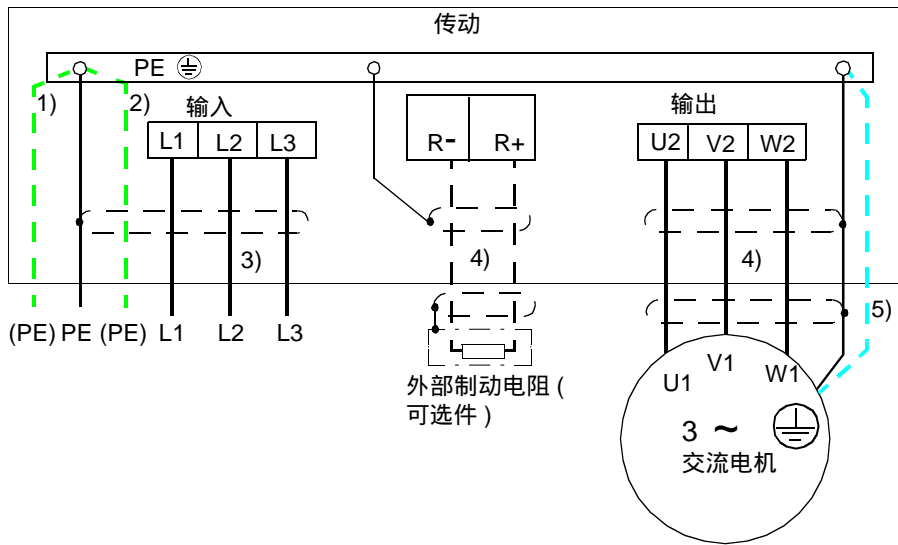 传动
PE
1)
2)
输入
输出
L1 L2 L3
R- R+
U2 V2 W2
3)
4)
4)
(PE) PE (PE) L1 L2 L3
5)
外部制动电阻 (
可选件 )
U1 V1 W1
3 ~
交流电机